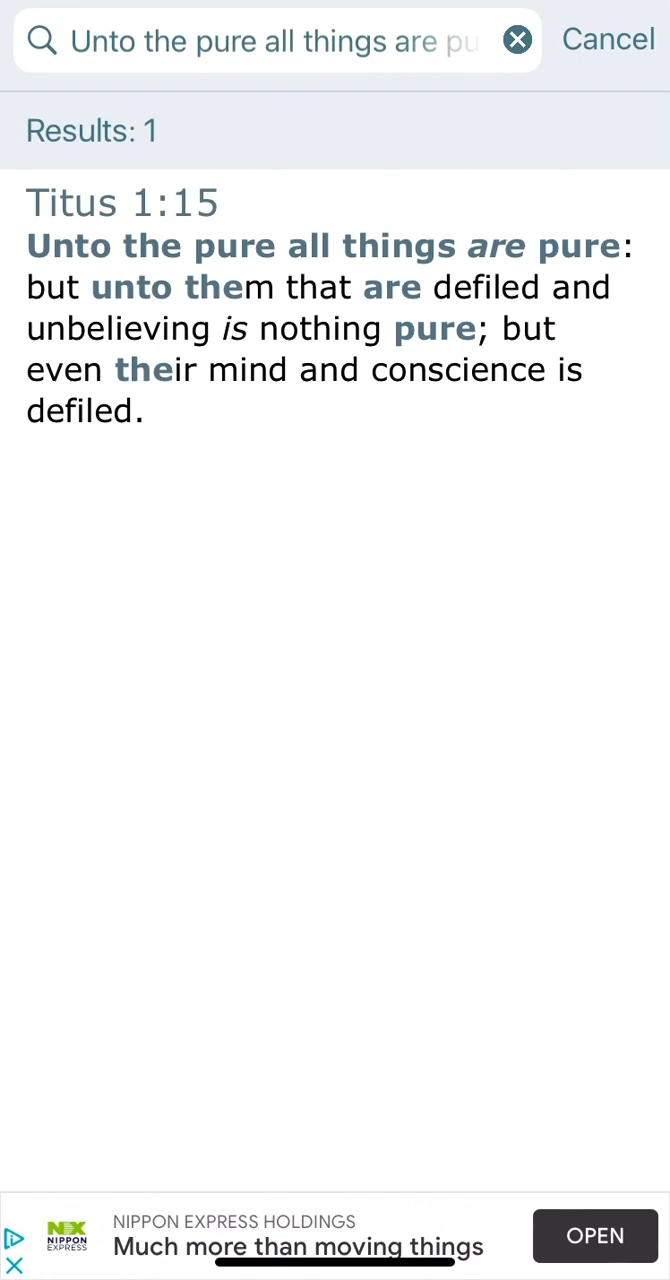 Unto the pure all things are pu
Cancel
Results: 1
Titus 1:15
Unto the pure all things are pure:
but unto them that are defiled and
unbelieving is nothing pure; but
even their mind and conscience is
defiled.
NX
NIPPON
EXPRESS
NIPPON EXPRESS HOLDINGS
Much more than moving things
OPEN